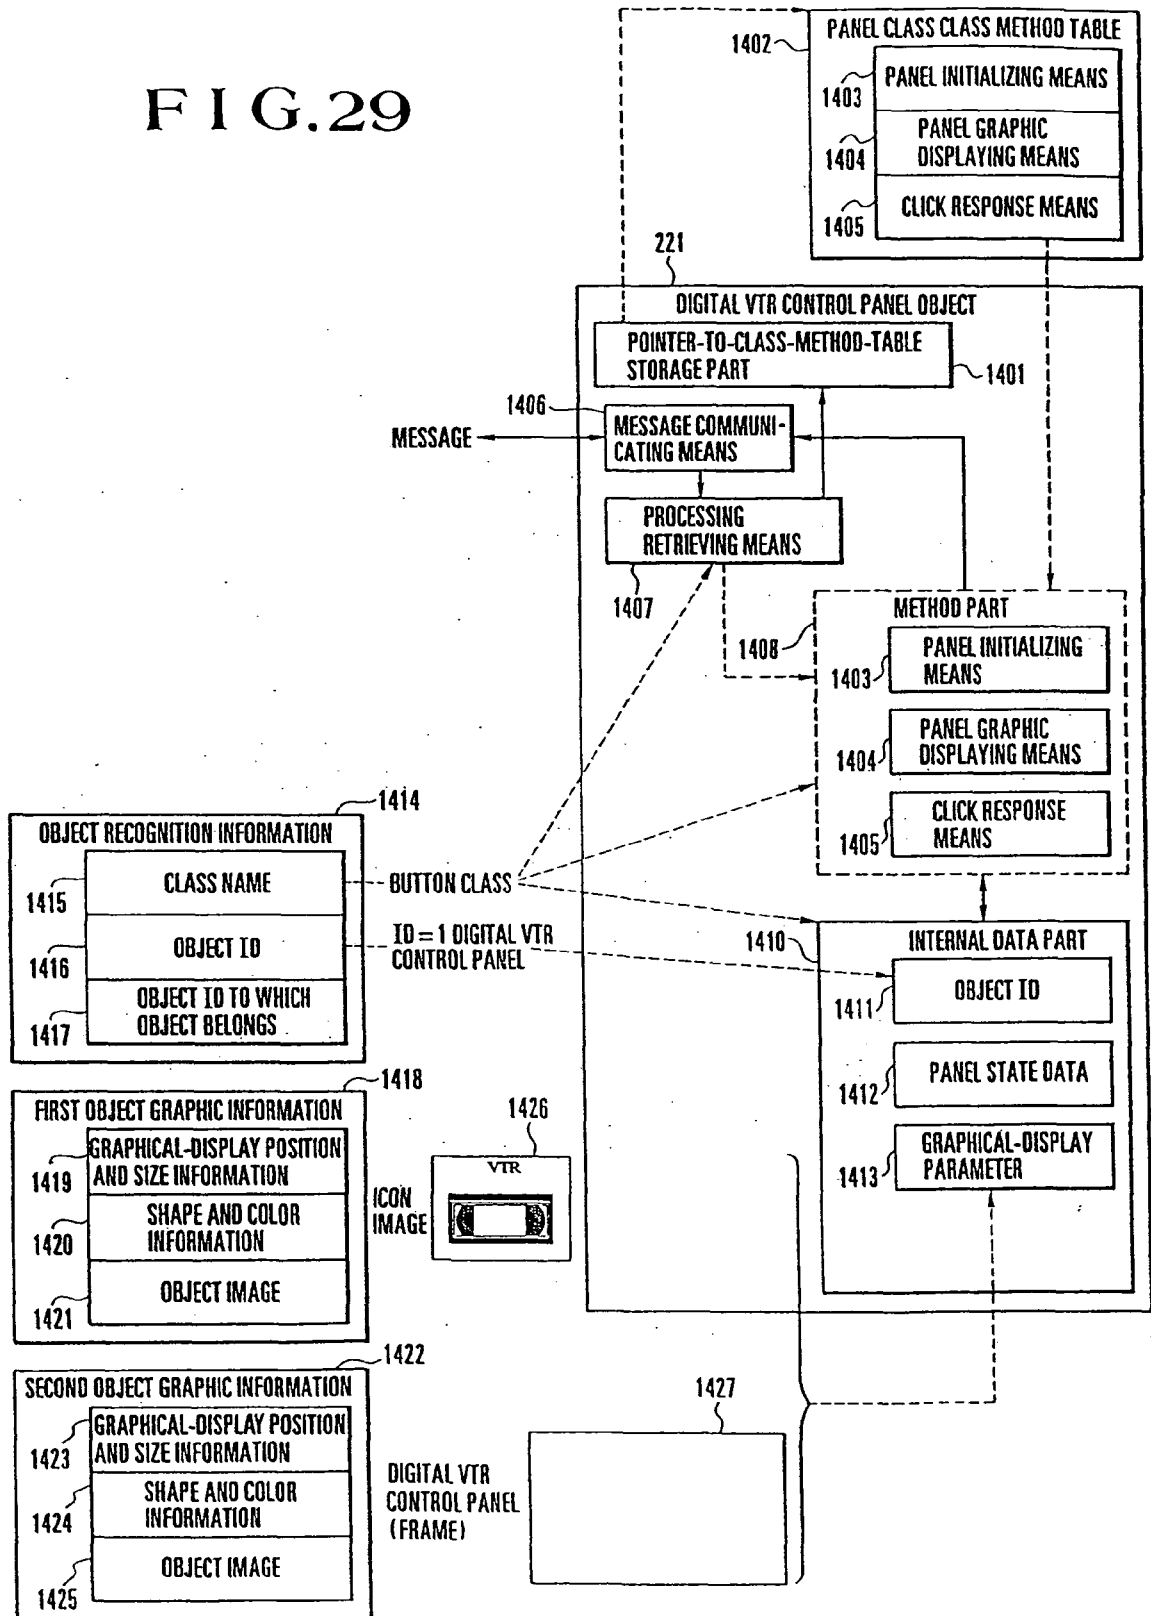 FIG.29
PANEL CLASS CLASS METHOD TABLE
1402
PANEL INITIALIZING MEANS
1403
PANEL GRAPHIC
DISPLAYING MEANS
1404
CLICK RESPONSE MEANS
1405
221
DIGITAL VTR CONTROL PANEL OBJECT
POINTER-TO-CLASS-METHOD-TABLE
STORAGE PART
1401
1406
MESSAGE
MESSAGE COMMUNI-
CATING MEANS
PROCESSING
RETRIEVING MEANS
1407
METHOD PART
1408
PANEL INITIALIZING
MEANS
1403
PANEL GRAPHIC
DISPLAYING MEANS
1404
CLICK RESPONSE
MEANS
1405
1414
OBJECT RECOGNITION INFORMATION
CLASS NAME
1415
BUTTON CLASS
OBJECT ID
1416
ID=1 DIGITAL VTR
CONTROL PANEL
OBJECT ID TO WHICH
OBJECT BELONGS
1417
INTERNAL DATA PART
1410
OBJECT ID
1411
PANEL STATE DATA
1412
GRAPHICAL-DISPLAY
PARAMETER
1413
1418
FIRST OBJECT GRAPHIC INFORMATION
GRAPHICAL-DISPLAY POSITION
AND SIZE INFORMATION
1419
SHAPE AND COLOR
INFORMATION
1420
OBJECT IMAGE
1421
ICON
IMAGE
1426
VTR
1422
SECOND OBJECT GRAPHIC INFORMATION
GRAPHICAL-DISPLAY POSITION
AND SIZE INFORMATION
1423
SHAPE AND COLOR
INFORMATION
1424
OBJECT IMAGE
1425
DIGITAL VTR
CONTROL PANEL
(FRAME)
1427